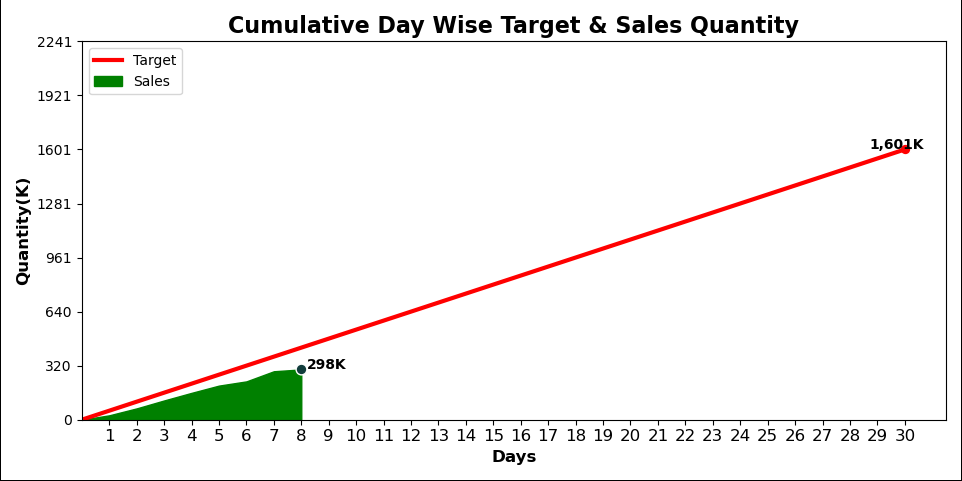 Cumulative Day Wise Target & Sales Quantity
2241
1921
1601
1281
961
640
320
0
Quantity(K)
Target
Sales
1,601K
298K
1 2 3 4 5 6 7 8 9 10 11 12 13 14 15 16 17 18 19 20 21 22 23 24 25 26 27 28 29 30
Days